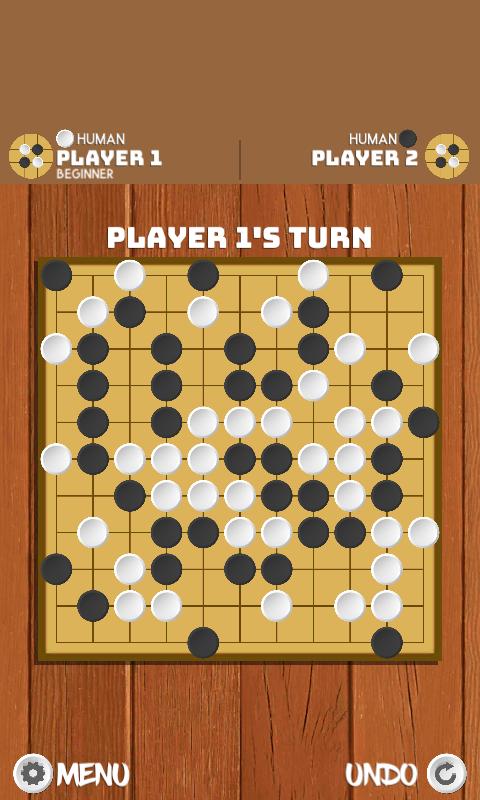 HUMAN
PLAYER 1
BEGINNER
HUMAN
PLAYER 2
PLAYER 1'S TURN
MENU
UNDO